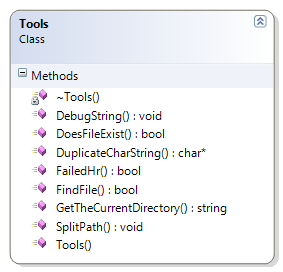 Tools
Class
Methods
~Tools()
DebugString() : void
DoesFileExist() : bool
DuplicateCharString() : char*
FailedHr() : bool
FindFile() : bool
GetTheCurrentDirectory() : string
SplitPath() : void
Tools()